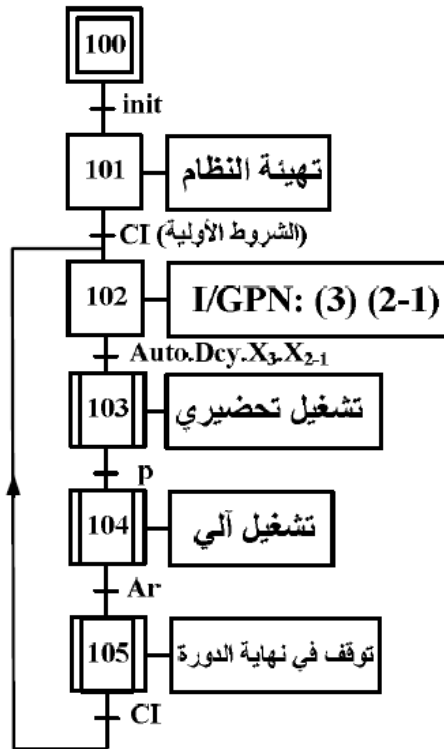 100
init
101
تهيئة النظام
CI (الشروط الأولية)
102
I/GPN: (3) (2-1)
Auto.Dcy.X₃.X₂₋₁
103
تشغيل تحضيري
p
104
تشغيل آلي
Ar
105
توقف في نهاية الدورة
CI